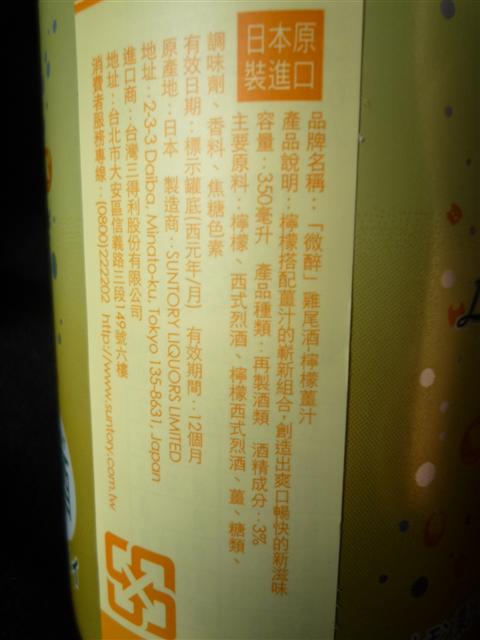 日本原
裝進口
品牌名稱：「微醉」雞尾酒-檸檬薑汁
產品說明：檸檬搭配薑汁的嶄新組合,創造出爽口暢快的新滋味
容量：350毫升 產品種類：再製酒類 酒精成分：3%
主要原料：檸檬、西式烈酒、檸檬西式烈酒、薑、糖類、
調味劑、香料、焦糖色素
有效日期：標示罐底(西元年/月) 有效期間：12個月
原產地：日本 製造商：SUNTORY LIQUORS LIMITED
地址：2-3-3 Daiba, Minato-ku, Tokyo 135-8631, Japan
進口商：台灣三得利股份有限公司
地址：台北市大安區信義路三段149號六樓
消費者服務專線：(0800)222202 http://www.suntory.com.tw